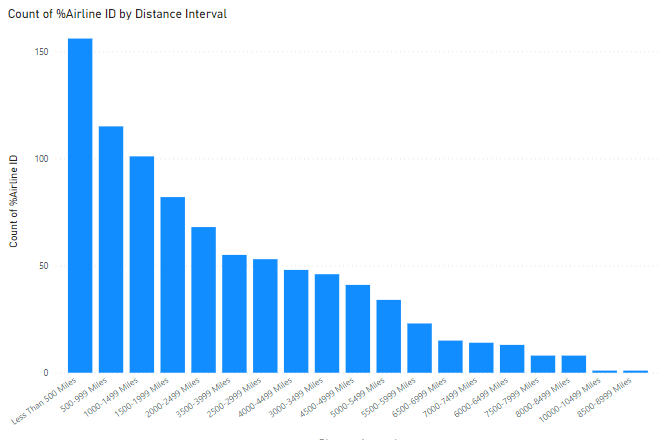 Count of %Airline ID by Distance Interval
Count of %Airline ID
150
100
50
0
Less Than 500 Miles
500-999 Miles
1000-1499 Miles
1500-1999 Miles
2000-2499 Miles
3500-3999 Miles
2500-2999 Miles
4000-4499 Miles
3000-3499 Miles
4500-4999 Miles
5000-5499 Miles
5500-5999 Miles
6500-6999 Miles
7000-7499 Miles
6000-6499 Miles
7500-7999 Miles
8000-8499 Miles
10000-10499 Miles
8500-8999 Miles